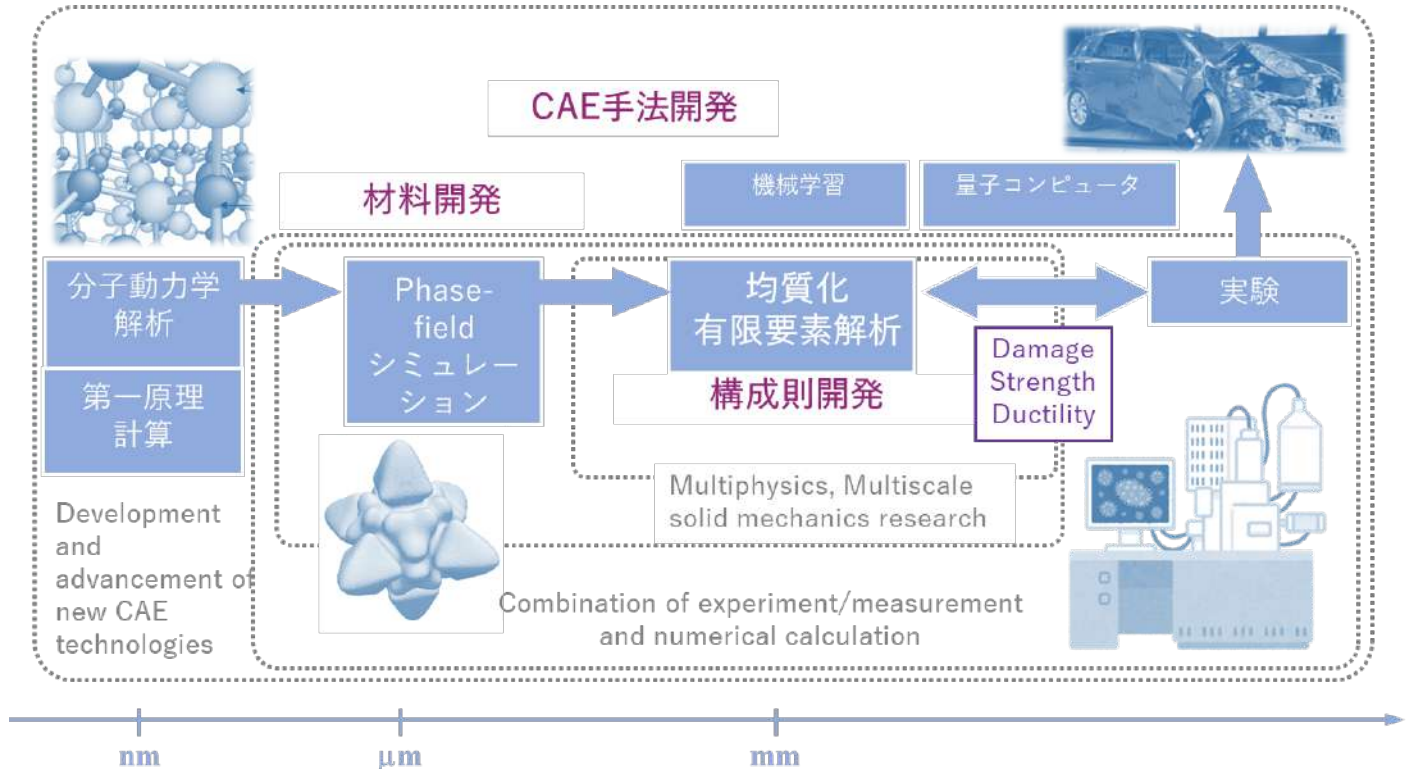 CAE手法開発
材料開発
機械学習
量子コンピュータ
分子動力学
解析
第一原理
計算
Phase-
field
シミュレー
ション
均質化
有限要素解析
構成則開発
実験
Damage
Strength
Ductility
Multiphysics, Multiscale
solid mechanics research
Development
and
advancement of
new CAE
technologies
Combination of experiment/measurement
and numerical calculation
nm
μm
mm